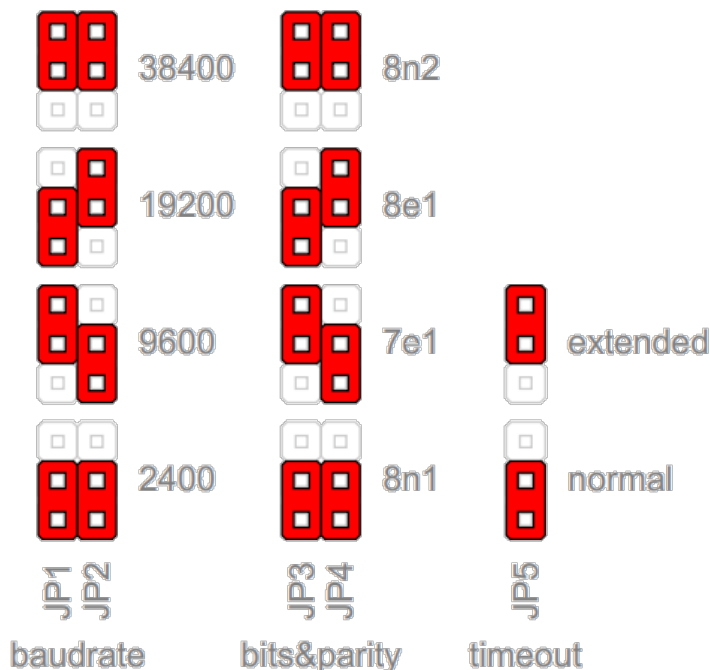 38400 8n2
19200 8e1
9600 7e1 extended
2400 8n1 normal
JP1 JP2 JP3 JP4 JP5
baudrate bits&parity timeout